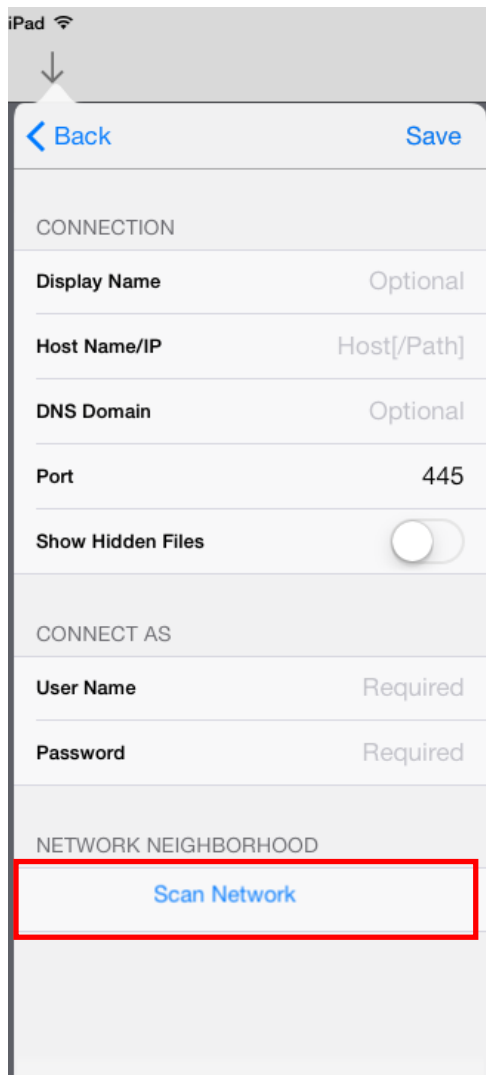 iPad
Back Save
CONNECTION
Display Name Optional
Host Name/IP Host[/Path]
DNS Domain Optional
Port 445
Show Hidden Files
CONNECT AS
User Name Required
Password Required
NETWORK NEIGHBORHOOD
Scan Network